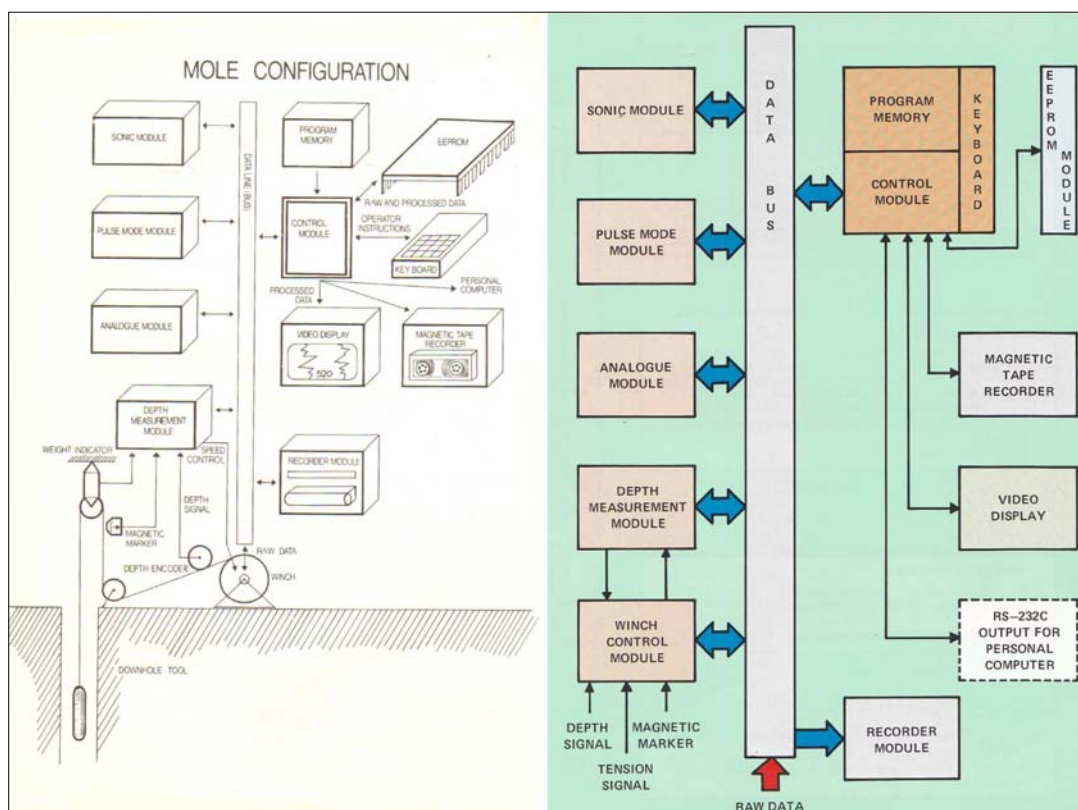 MOLE CONFIGURATION
SONIC MODULE
PROGRAM
MEMORY
EEPROM
DATA LINE (BUS)
RAW AND PROCESSED DATA
PULSE MODE MODULE
CONTROL
MODULE
OPERATOR
INSTRUCTIONS
KEY BOARD
PERSONAL
COMPUTER
PROCESSED
DATA
ANALOGUE MODULE
VIDEO DISPLAY
520
MAGNETIC TAPE
RECORDER
DEPTH
MEASUREMENT
MODULE
SPEED
CONTROL
WEIGHT INDICATOR
RECORDER MODULE
DEPTH
SIGNAL
MAGNETIC
MARKER
RAW DATA
DEPTH ENCODER
WINCH
DOWNHOLE TOOL
SONIC MODULE
PULSE MODE
MODULE
ANALOGUE
MODULE
DEPTH
MEASUREMENT
MODULE
WINCH
CONTROL
MODULE
DEPTH
SIGNAL
MAGNETIC
MARKER
TENSION
SIGNAL
DATA BUS
RAW DATA
PROGRAM
MEMORY
KEYBOARD
CONTROL
MODULE
EEPROM
MODULE
MAGNETIC
TAPE
RECORDER
VIDEO
DISPLAY
RS–232C
OUTPUT FOR
PERSONAL
COMPUTER
RECORDER
MODULE